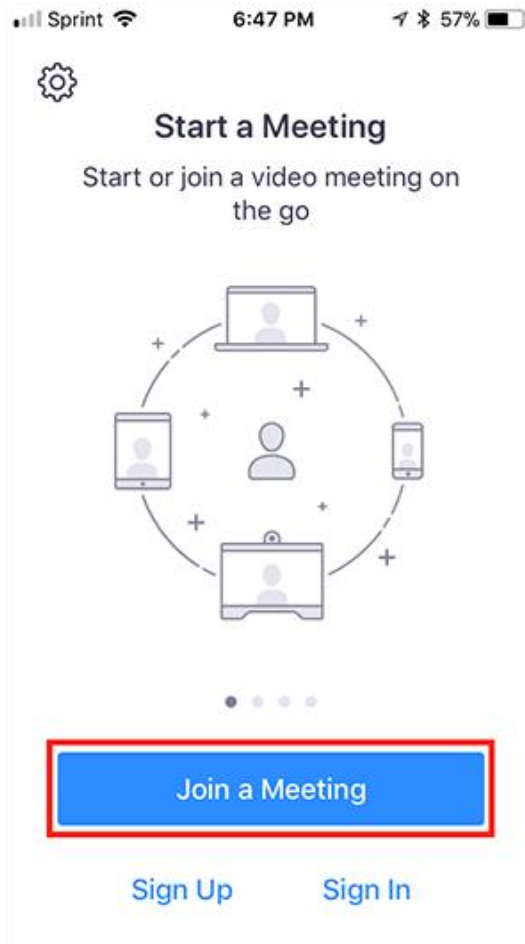 Sprint 6:47 PM 57%
Start a Meeting
Start or join a video meeting on
the go
Join a Meeting
Sign Up Sign In